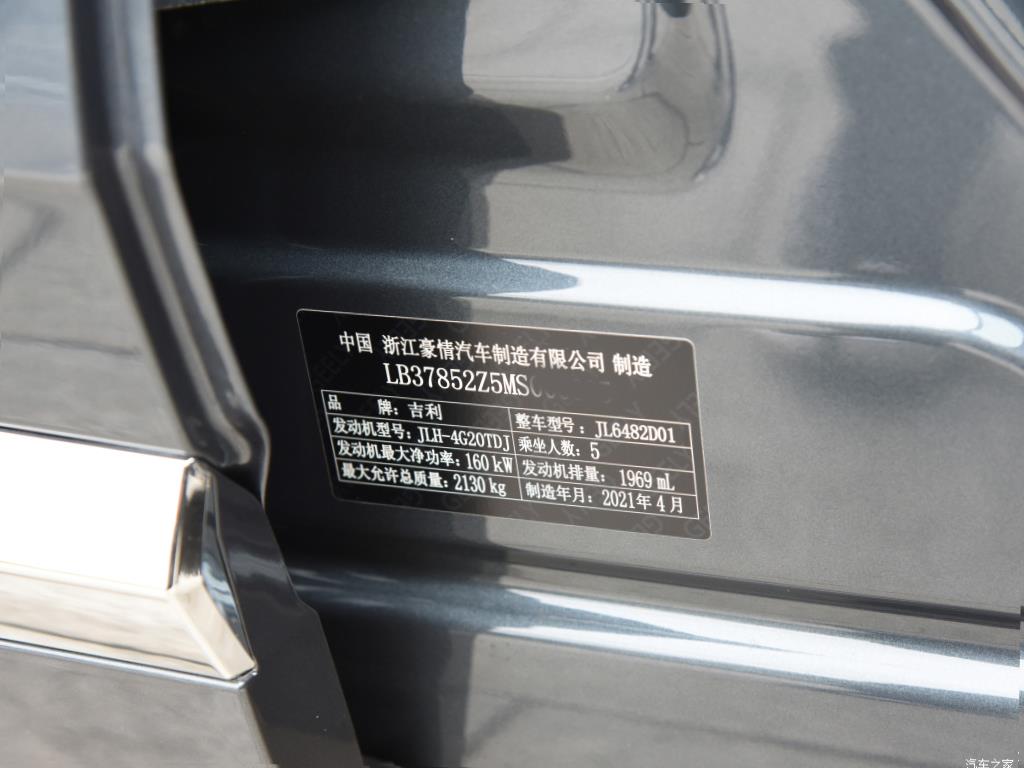 中国 浙江豪情汽车制造有限公司 制造
LB37852Z5MS
品 牌：吉利 整车型号：JL6482D01
发动机型号：JLH-4G20TDJ 乘坐人数：5
发动机最大净功率：160 kW 发动机排量：1969 mL
最大允许总质量：2130 kg 制造年月：2021年 4 月
汽车之家